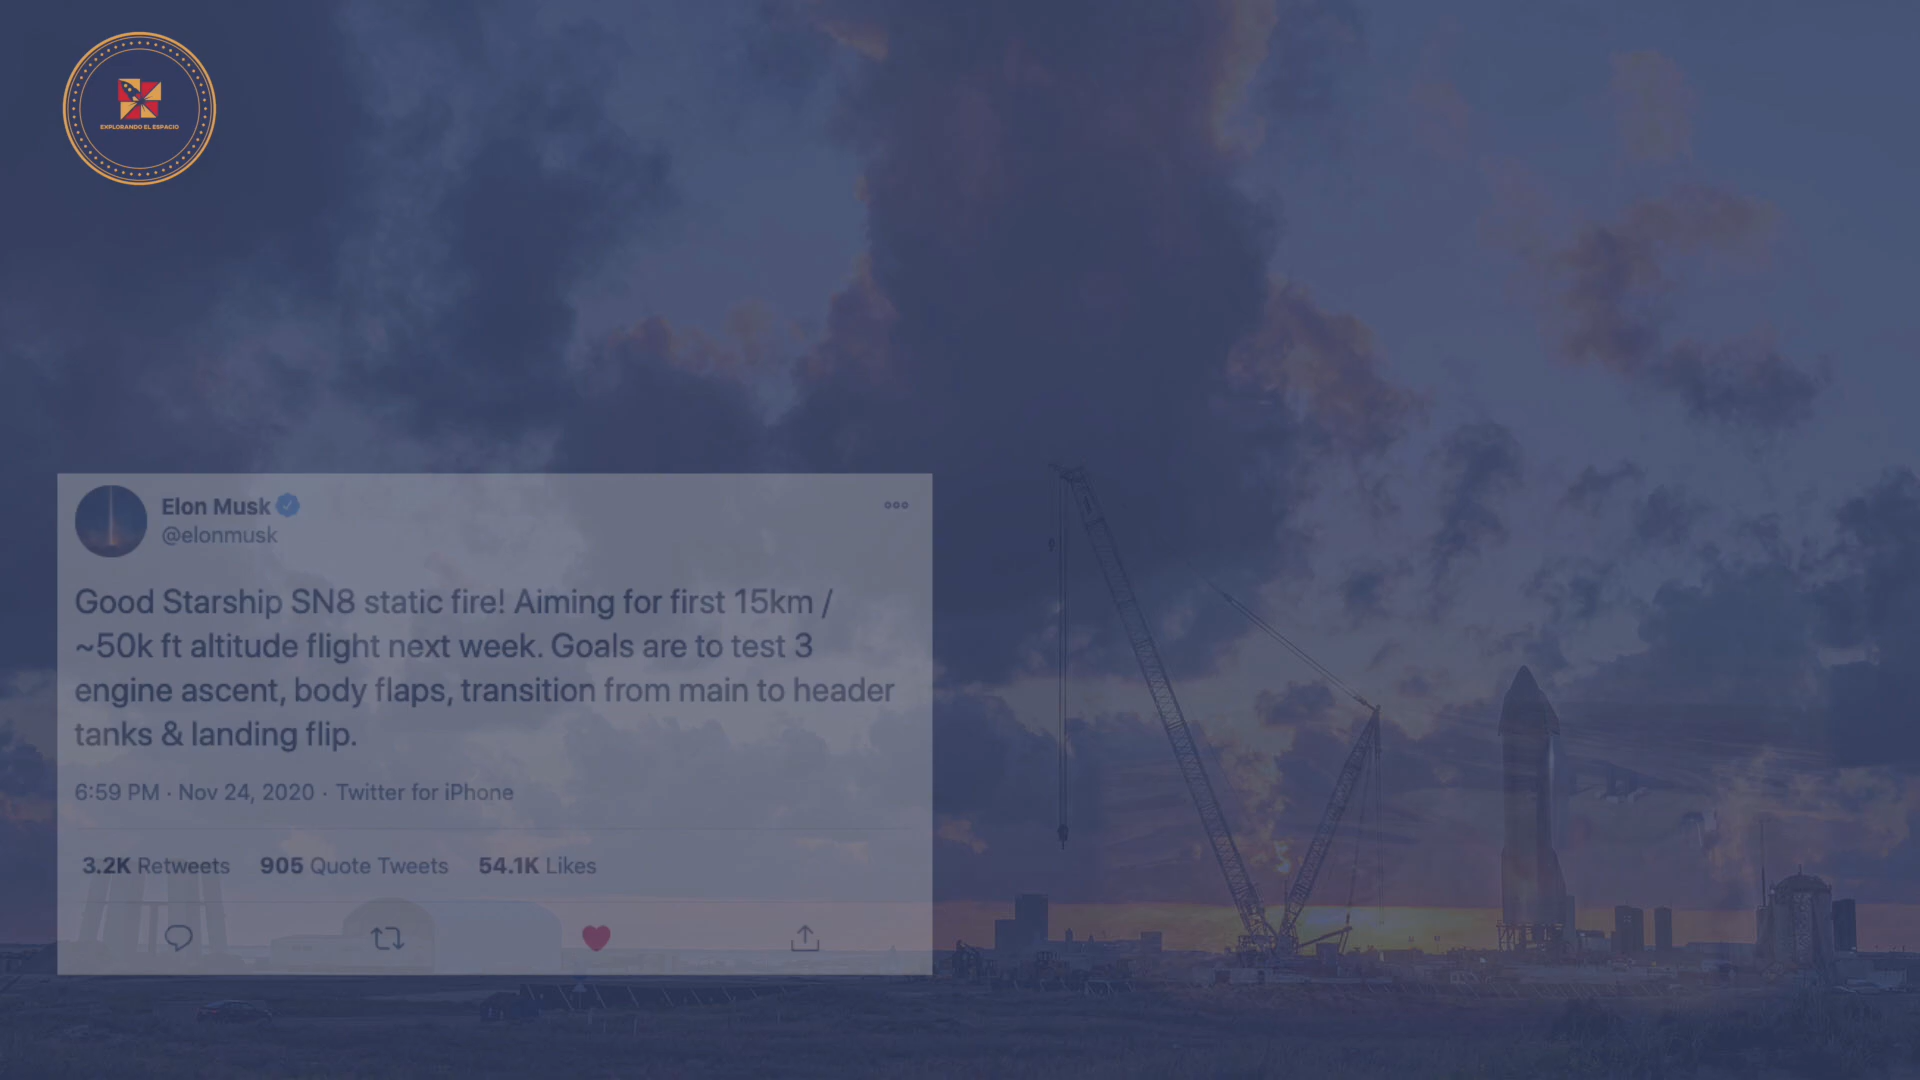 EXPLORANDO EL ESPACIO
Elon Musk
@elonmusk
Good Starship SN8 static fire! Aiming for first 15km /
~50k ft altitude flight next week. Goals are to test 3
engine ascent, body flaps, transition from main to header
tanks & landing flip.
6:59 PM · Nov 24, 2020 · Twitter for iPhone
3.2K Retweets 905 Quote Tweets 54.1K Likes